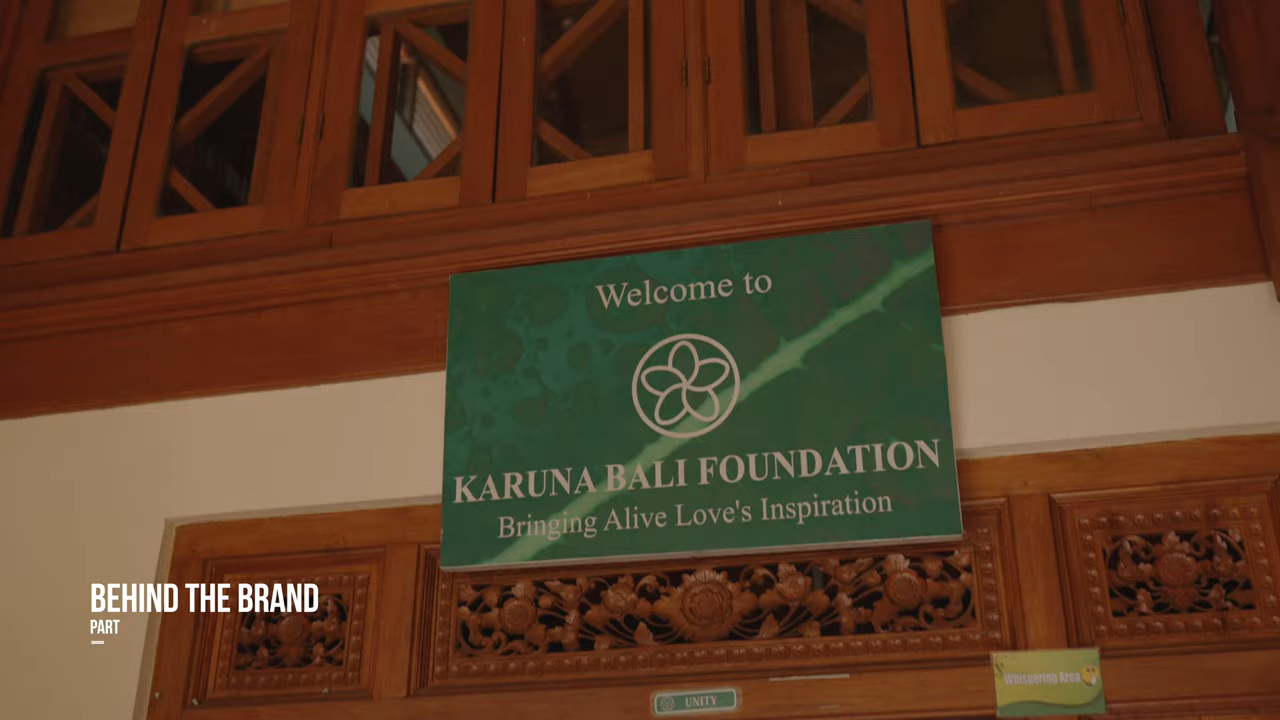 Welcome to
KARUNA BALI FOUNDATION
Bringing Alive Love's Inspiration
BEHIND THE BRAND
PART
Whispering Area
UNITY